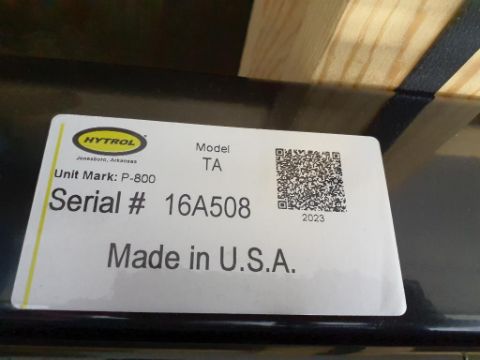 HYTROL
Jonesboro, Arkansas
Model
TA
Unit Mark: P-800
Serial # 16A508
2023
Made in U.S.A.